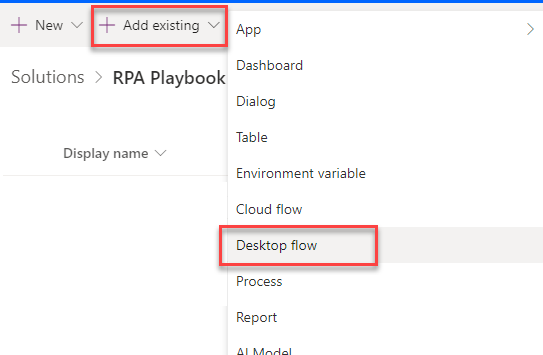 New
Add existing
App
Dashboard
Solutions > RPA Playbook
Dialog
Table
Display name
Environment variable
Cloud flow
Desktop flow
Process
Report
AI Model